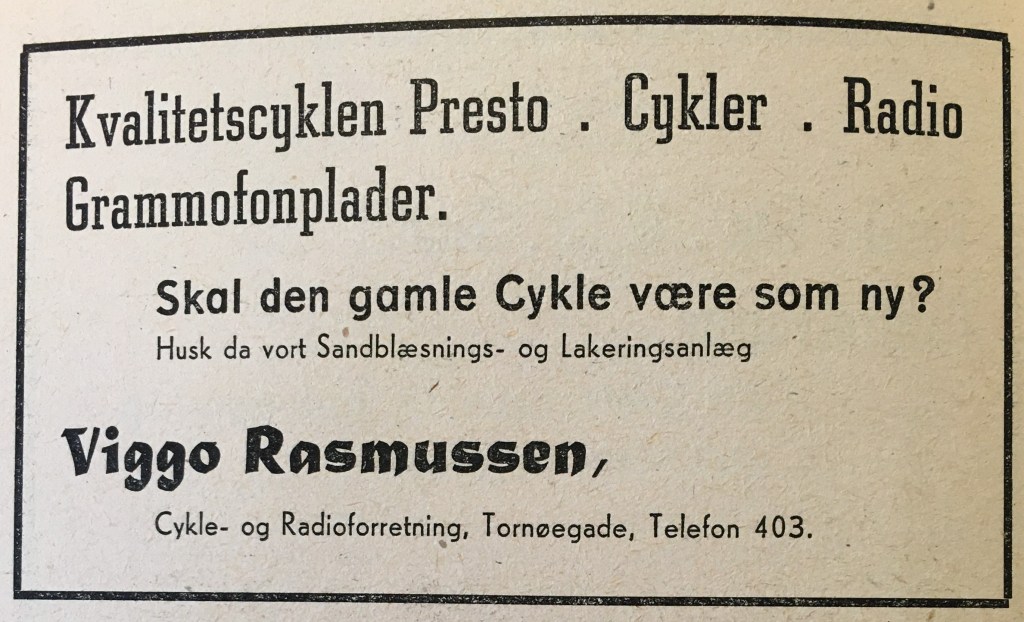 Kvalitetscyklen Presto . Cykler . Radio
Grammofonplader.
Skal den gamle Cykle være som ny?
Husk da vort Sandblæsnings- og Lakeringsanlæg
Viggo Rasmussen,
Cykle- og Radioforretning, Tornøegade, Telefon 403.